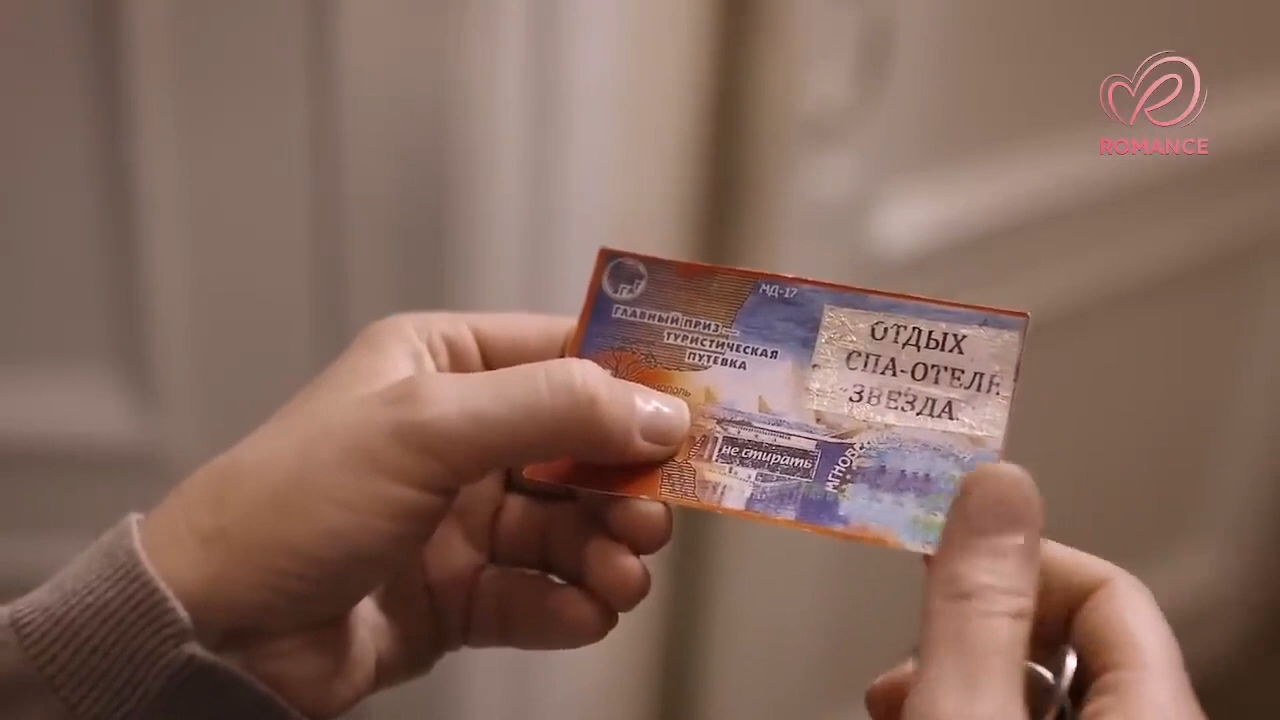 ROMANCE
МД-17
ГЛАВНЫЙ ПРИЗ —
ТУРИСТИЧЕСКАЯ
ПУТЕВКА
ОТДЫХ
СПА-ОТЕЛЬ
"ЗВЕЗДА
не стирать